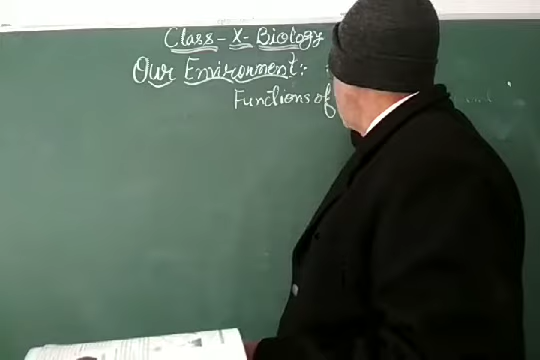 Class - X - Biology
Our Environment: :
Functions of